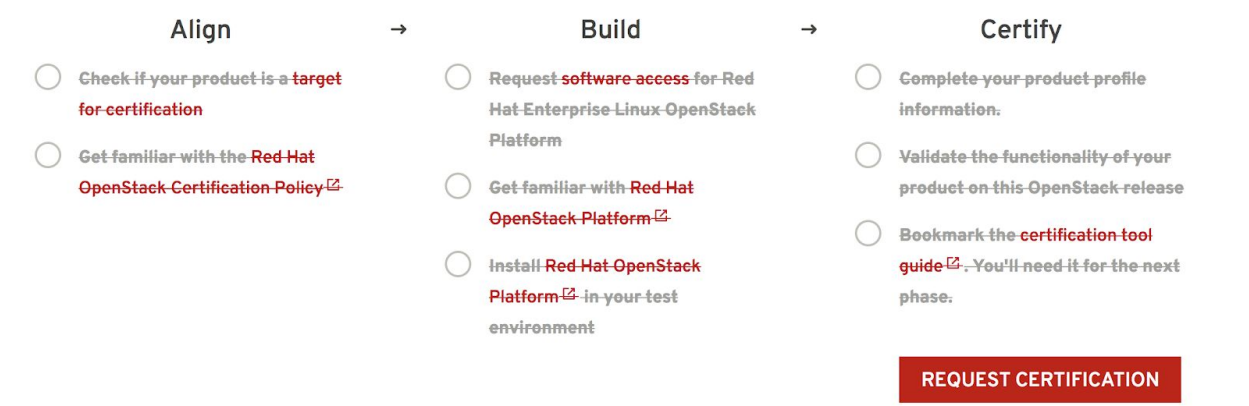 Align → Build → Certify
Check if your product is a target
for certification
Get familiar with the Red Hat
OpenStack Certification Policy
Request software access for Red
Hat Enterprise Linux OpenStack
Platform
Get familiar with Red Hat
OpenStack Platform
Install Red Hat OpenStack
Platform in your test
environment
Complete your product profile
information.
Validate the functionality of your
product on this OpenStack release
Bookmark the certification tool
guide . You'll need it for the next
phase.
REQUEST CERTIFICATION